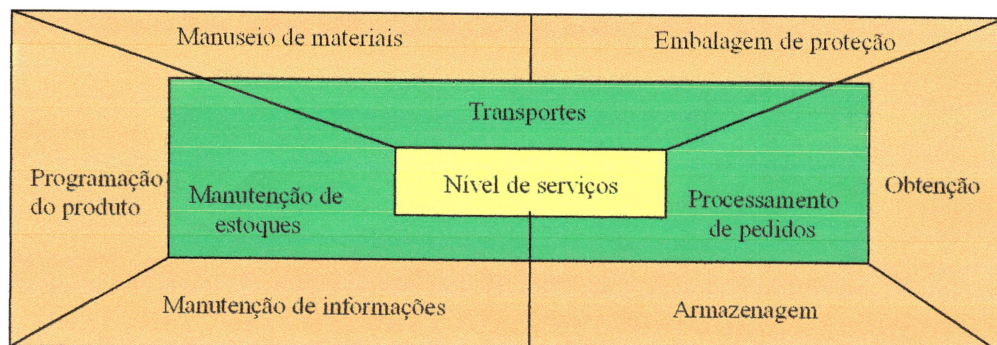 Manuseio de materiais
Embalagem de proteção
Transportes
Programação
do produto
Manutenção de
estoques
Nível de serviços
Processamento
de pedidos
Obtenção
Manutenção de informações
Armazenagem